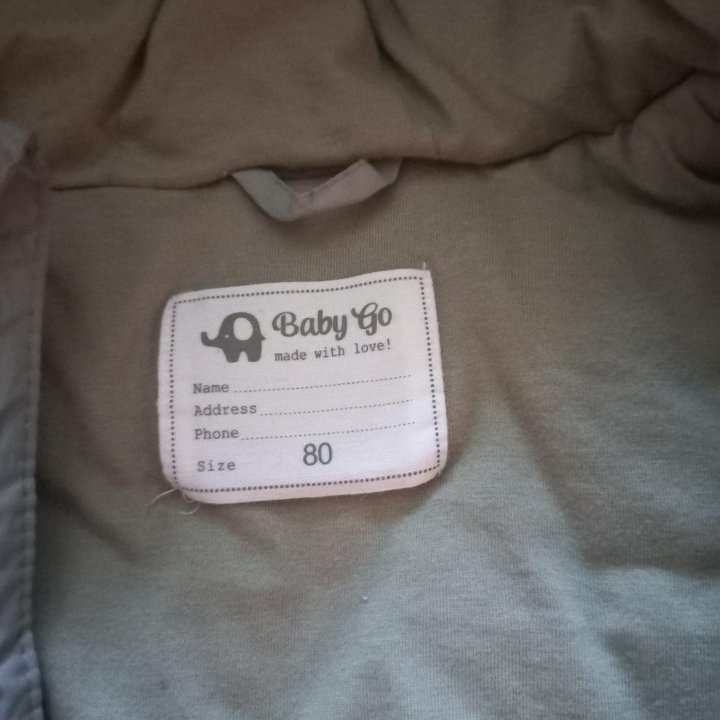 Baby Go
made with love!
Name
Address
Phone
Size 80